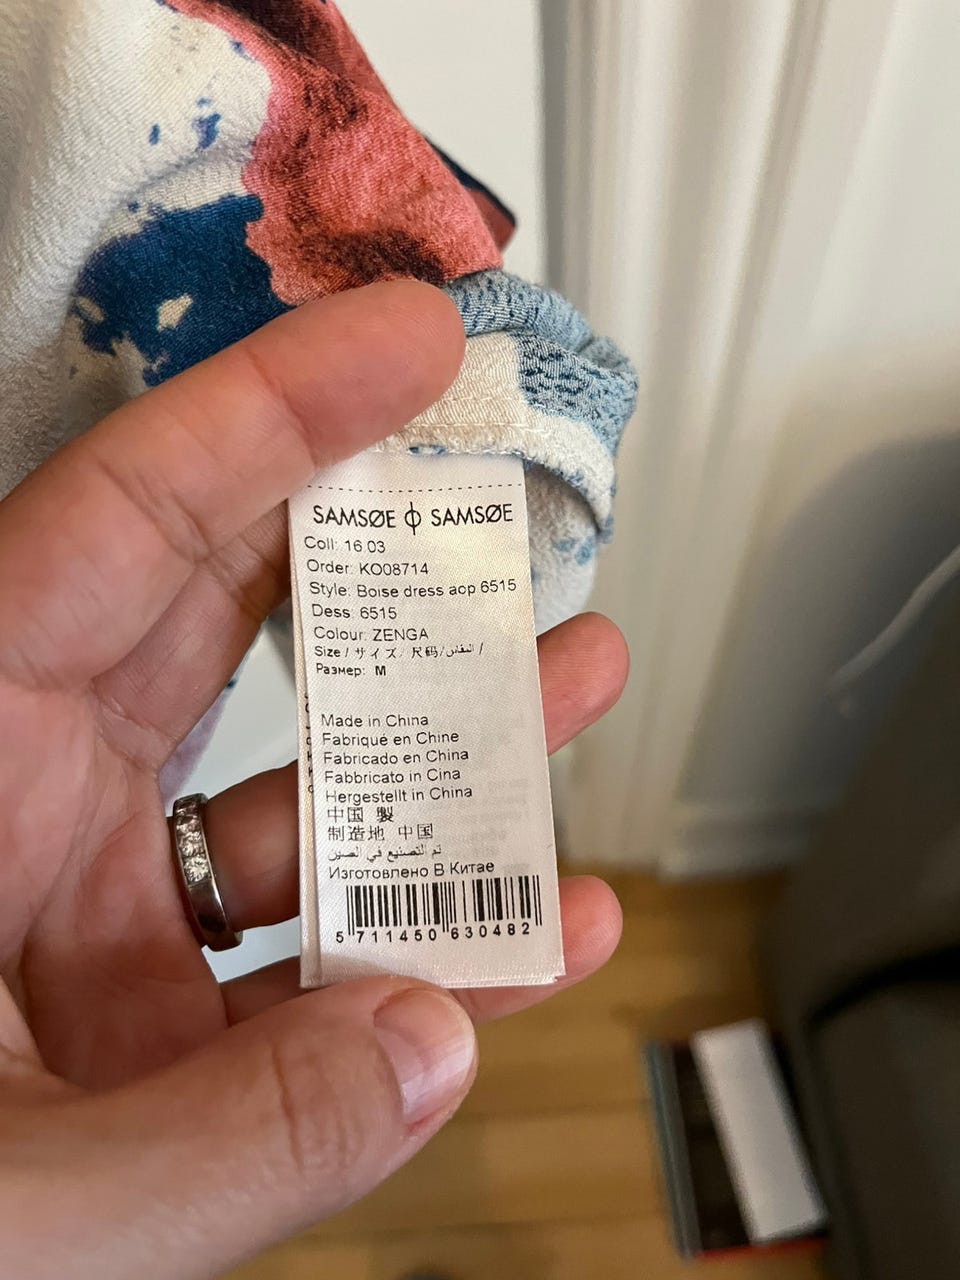 SAMSØE ϕ SAMSØE
Coll: 16.03
Order: KO08714
Style: Boise dress aop 6515
Dess: 6515
Colour: ZENGA
Size / サイズ / 尺码 / المقاس /
Размер: M
Made in China
Fabriqué en Chine
Fabricado en China
Fabbricato in Cina
Hergestellt in China
中国 製
制造地 中国
تم التصنيع في الصين
Изготовлено В Китае
5 711450 630482